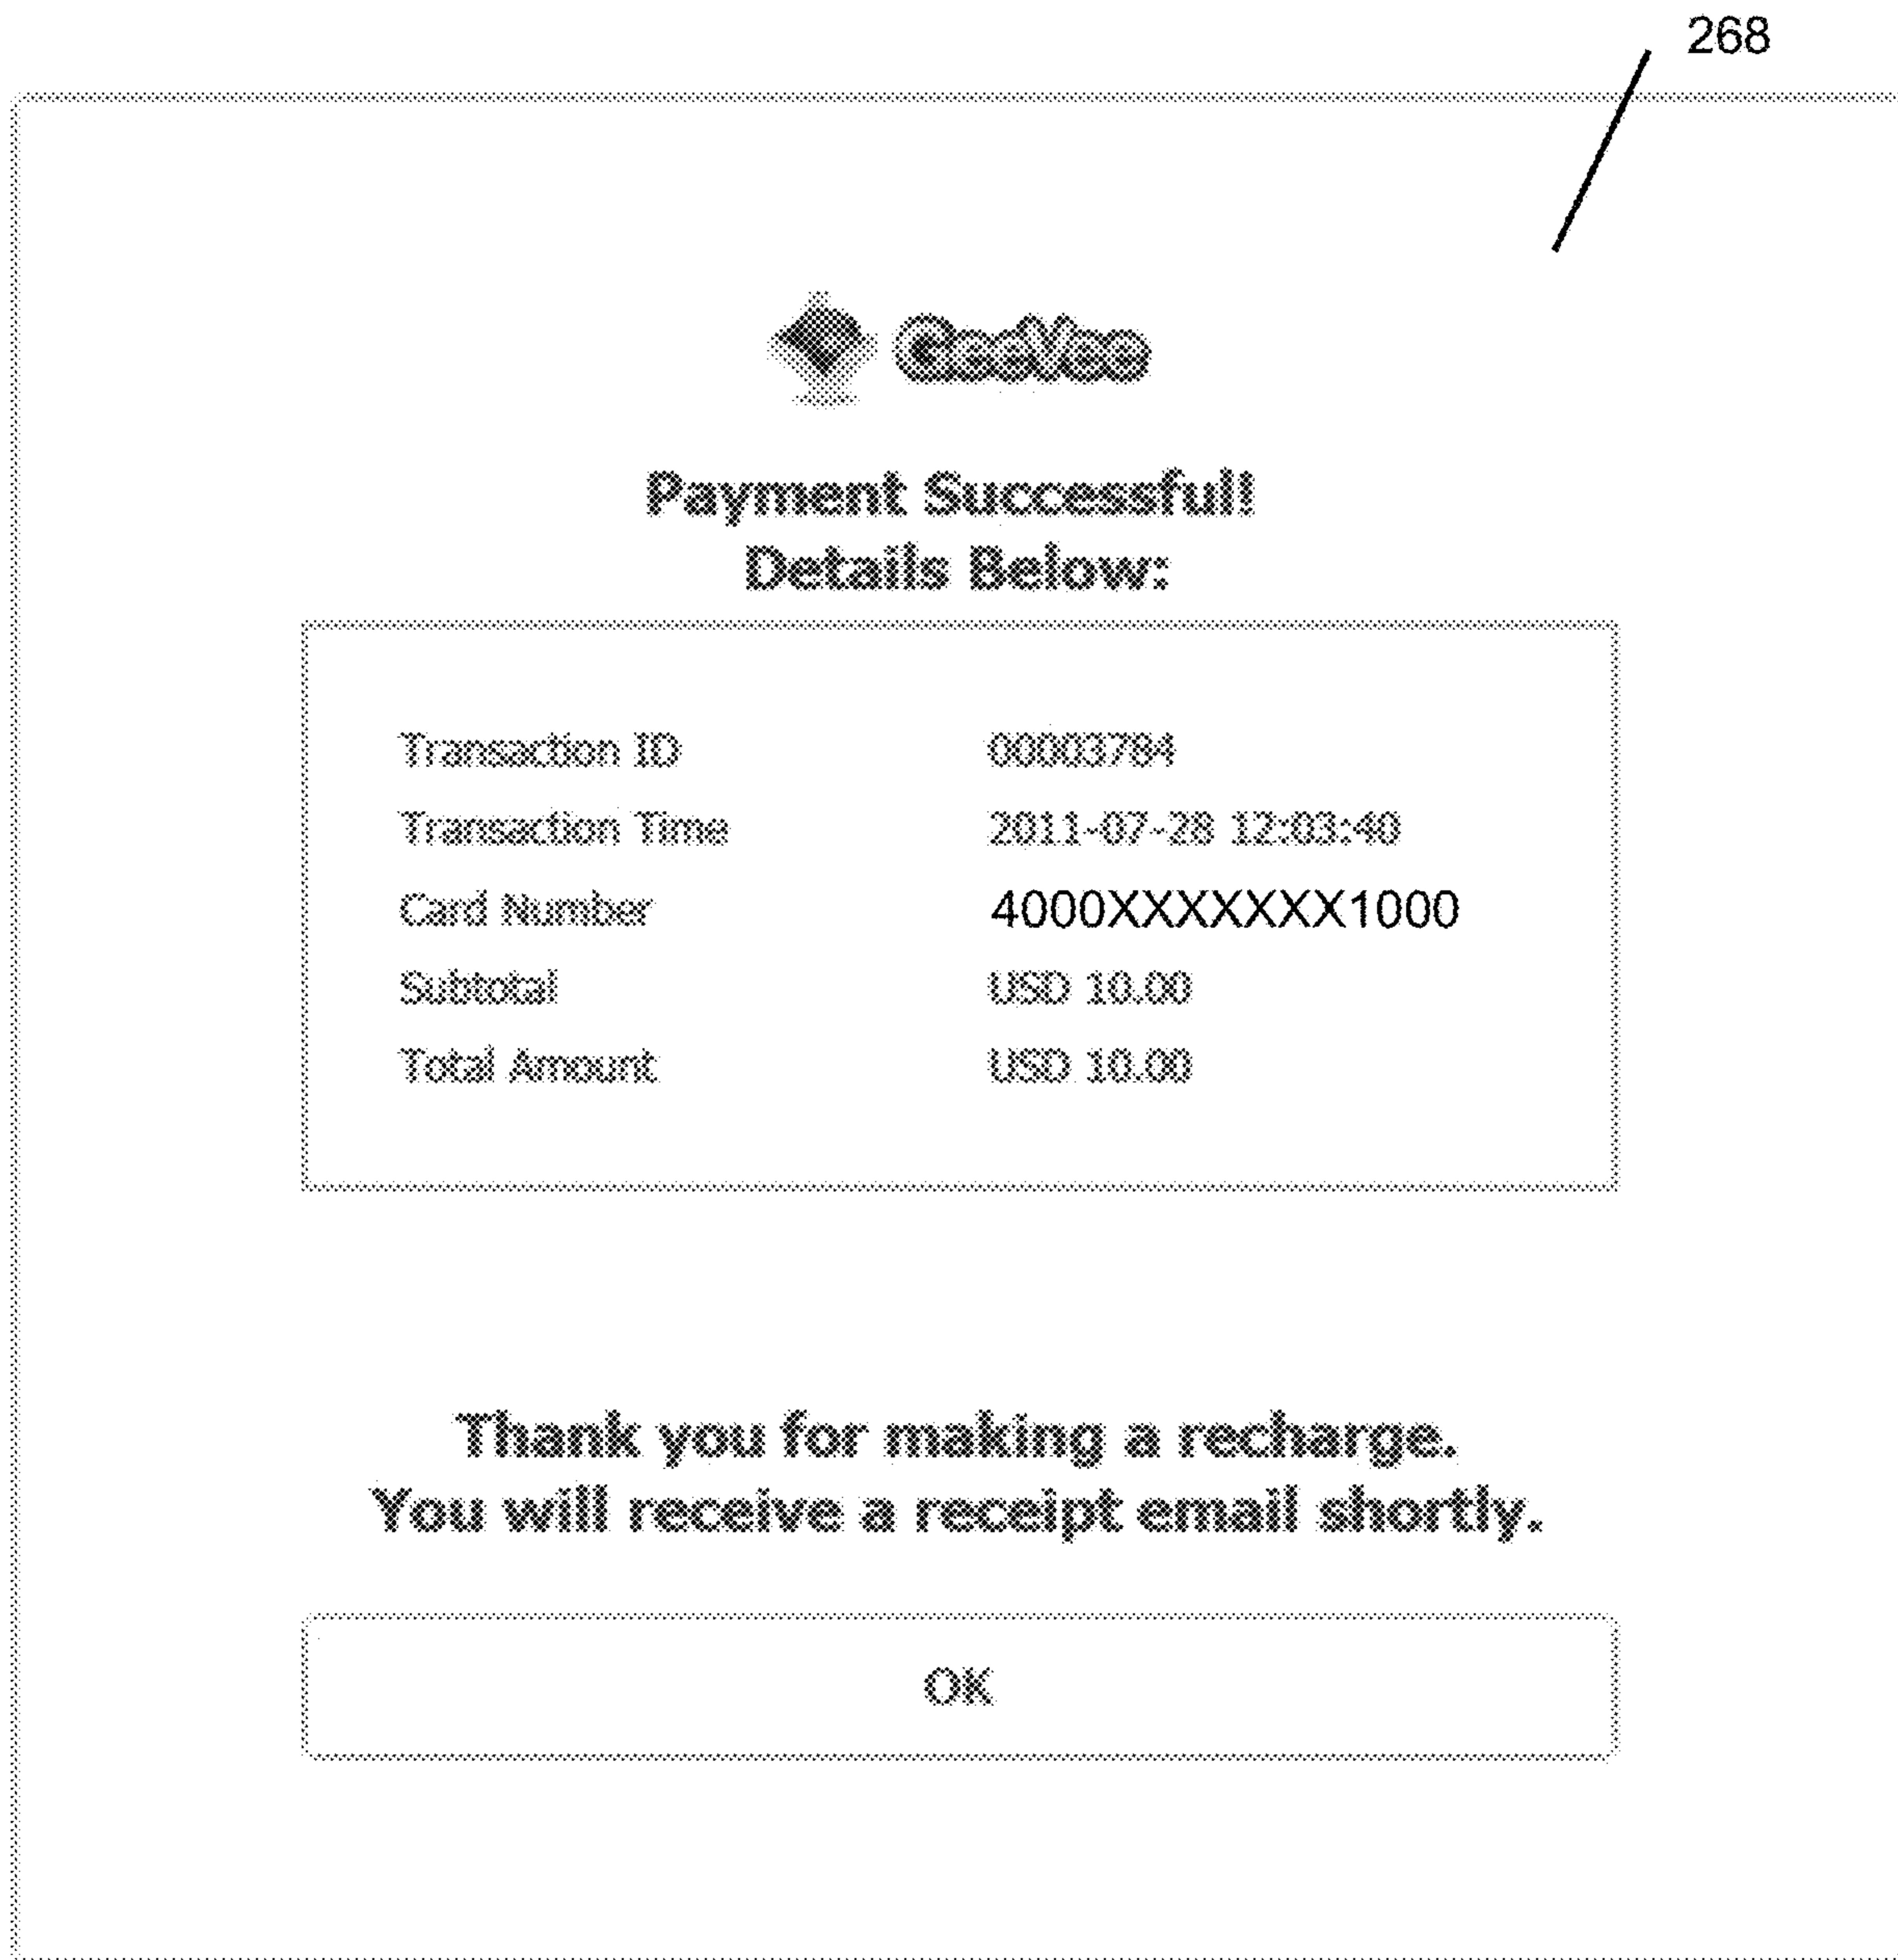 268
CeeVee
Payment Successful!
Details Below:
Transaction ID 00003784
Transaction Time 2011-07-28 12:03:40
Card Number 4000XXXXXXX1000
Subtotal USD 10.00
Total Amount USD 10.00
Thank you for making a recharge.
You will receive a receipt email shortly.
OK